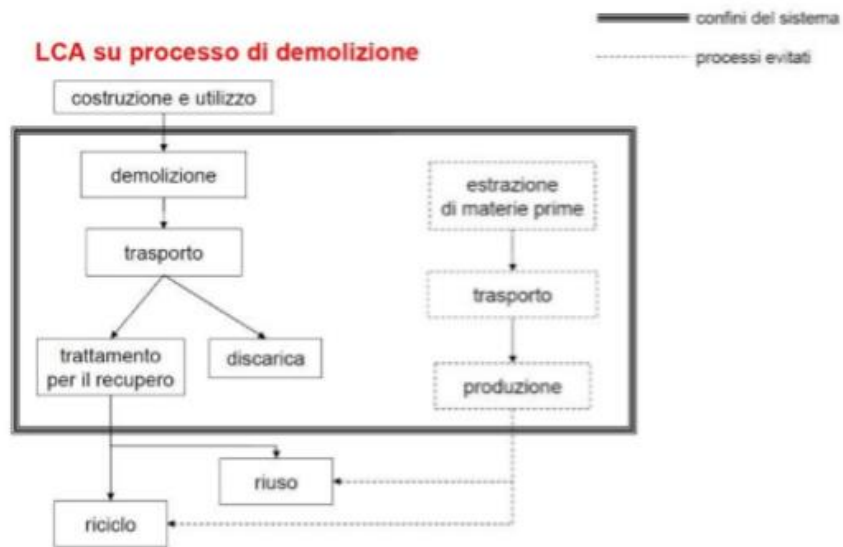 confini del sistema
LCA su processo di demolizione
processi evitati
costruzione e utilizzo
demolizione
estrazione
di materie prime
trasporto
trasporto
trattamento
per il recupero
discarica
produzione
riuso
riciclo